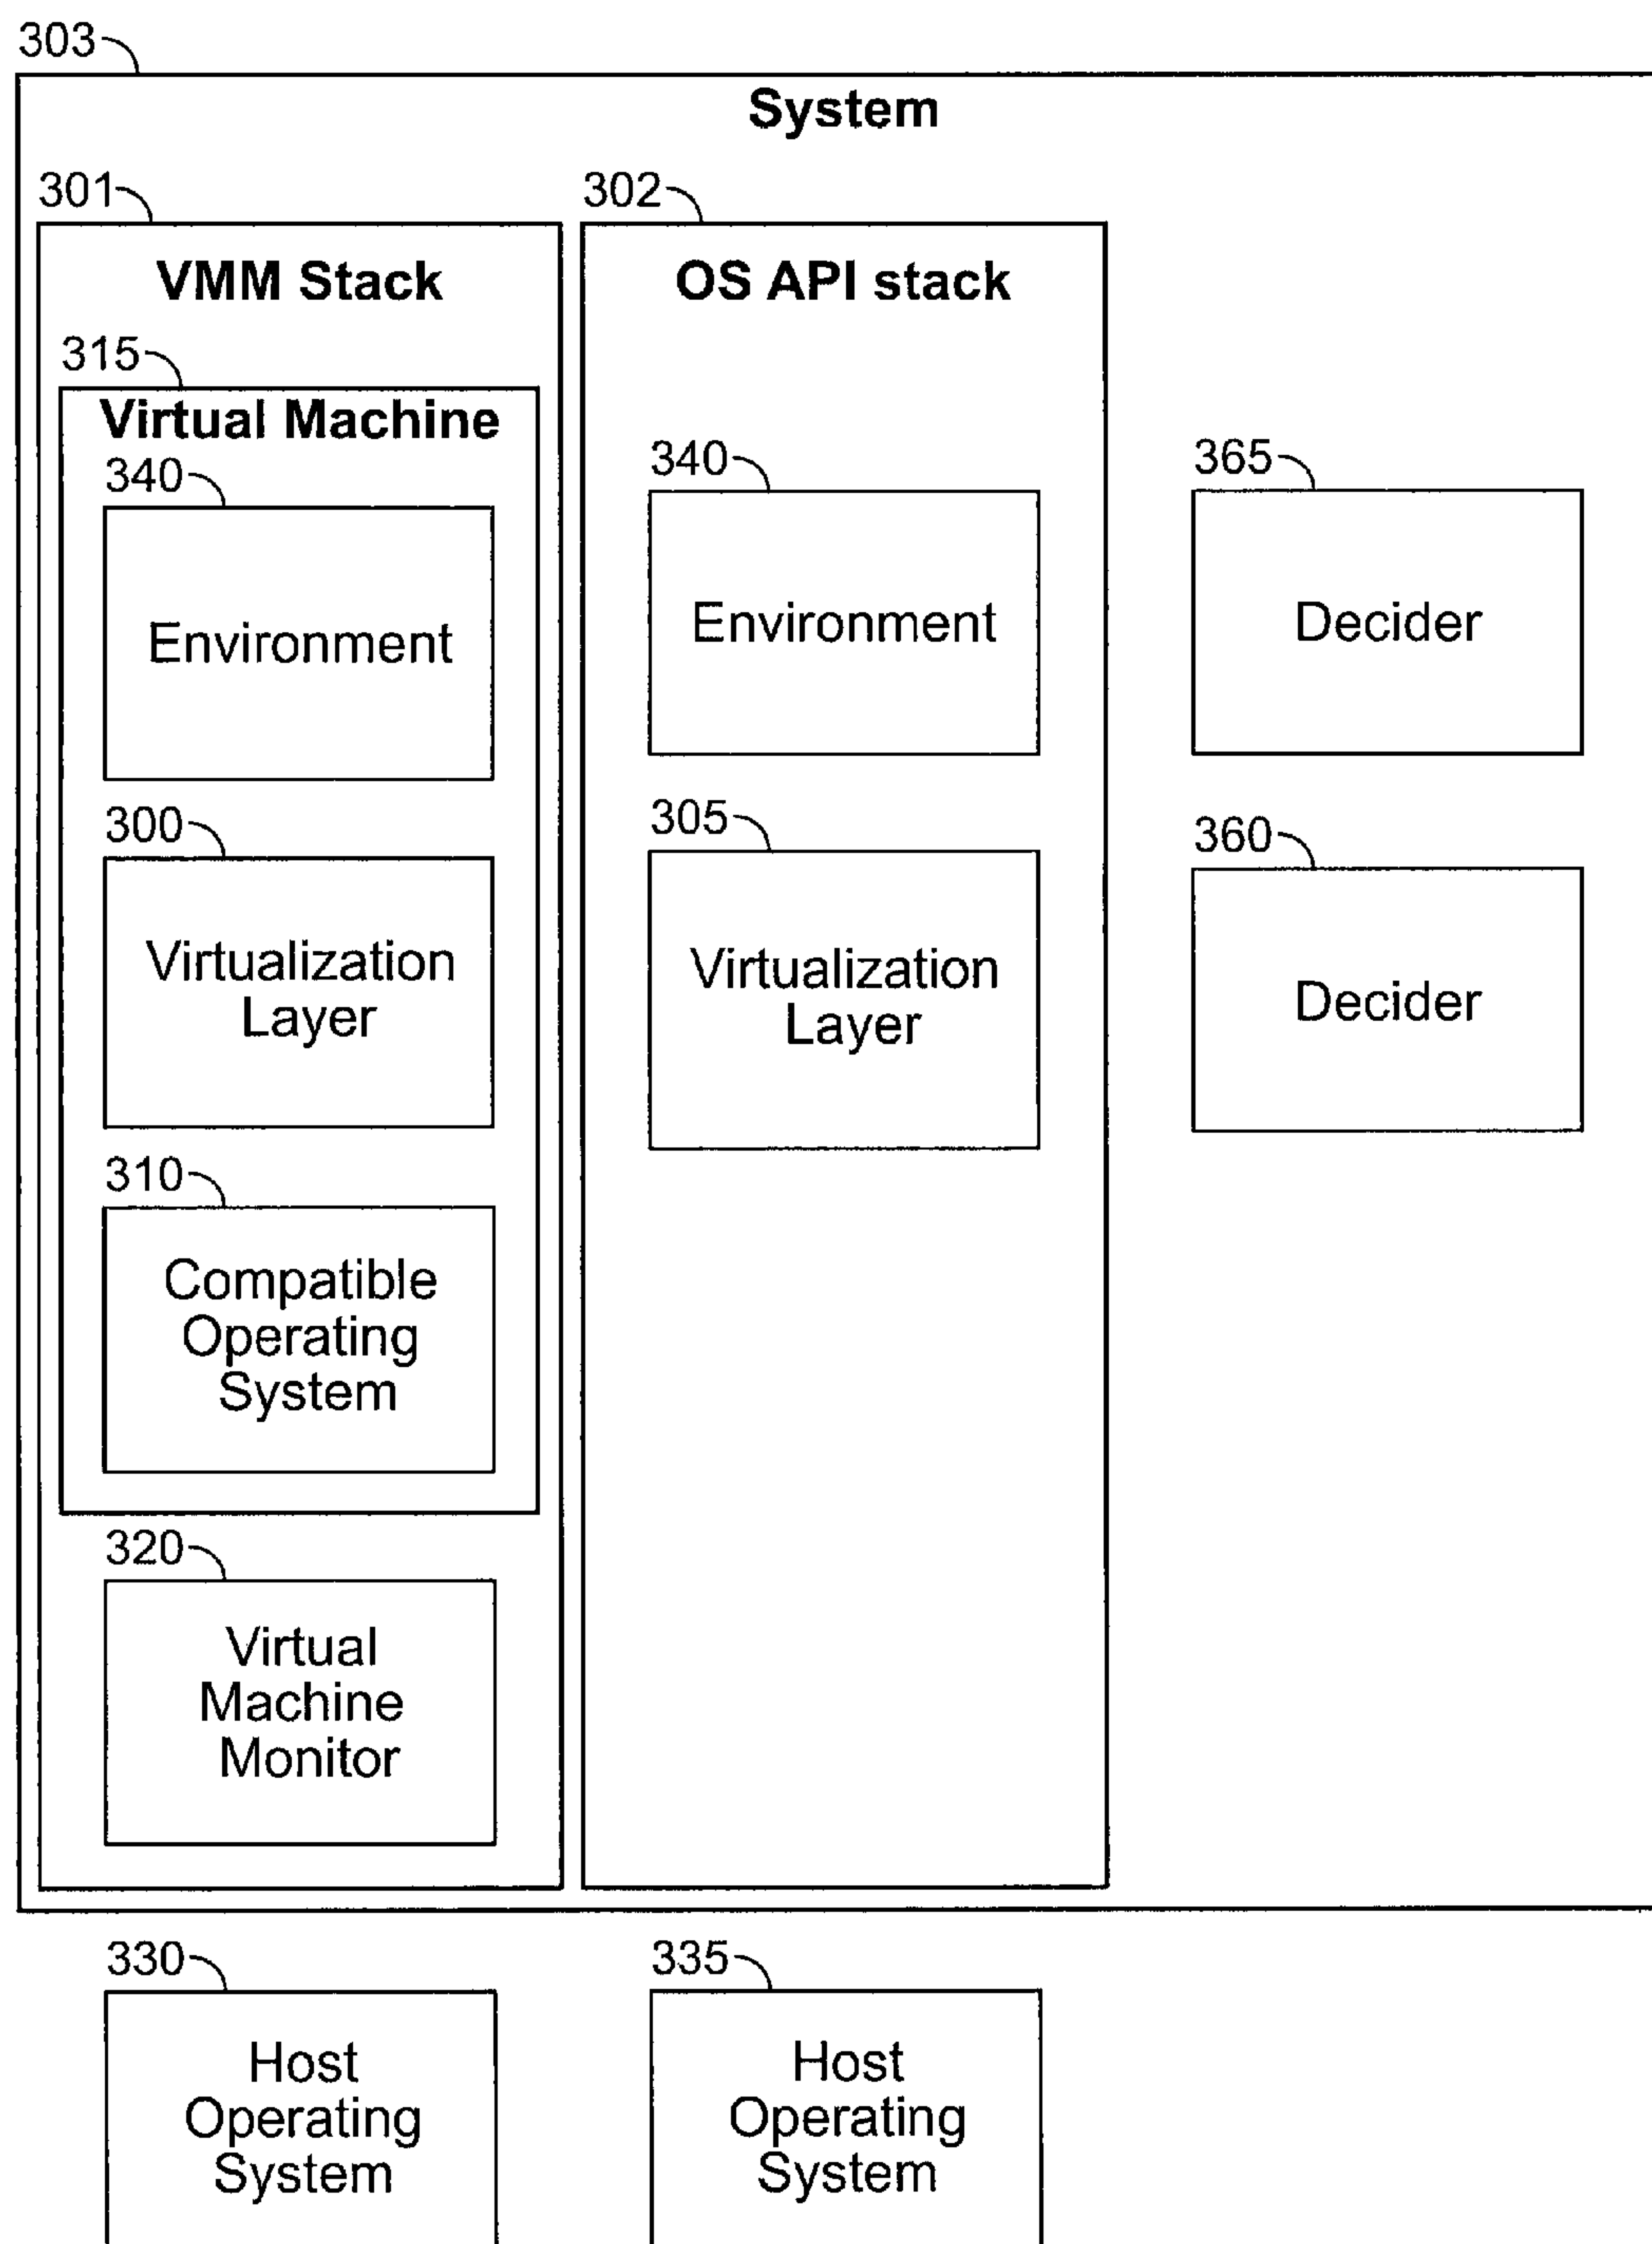 303
System
301
VMM Stack
315
Virtual Machine
340
Environment
300
Virtualization
Layer
310
Compatible
Operating
System
320
Virtual
Machine
Monitor
302
OS API stack
340
Environment
305
Virtualization
Layer
365
Decider
360
Decider
330
Host
Operating
System
335
Host
Operating
System